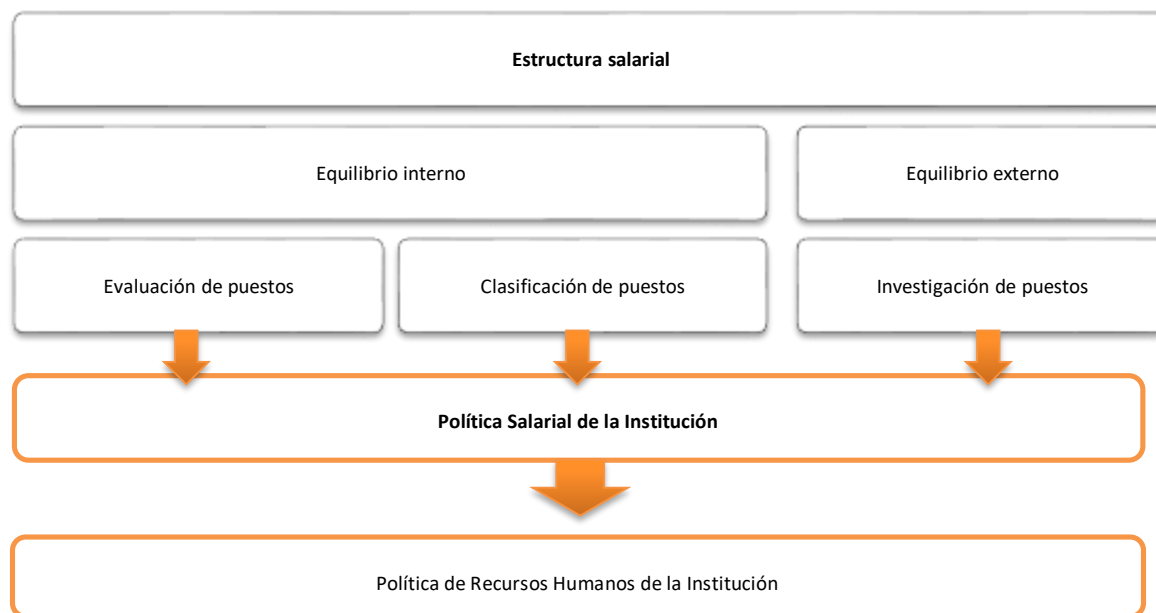 Estructura salarial
Equilibrio interno
Equilibrio externo
Evaluación de puestos
Clasificación de puestos
Investigación de puestos
Política Salarial de la Institución
Política de Recursos Humanos de la Institución